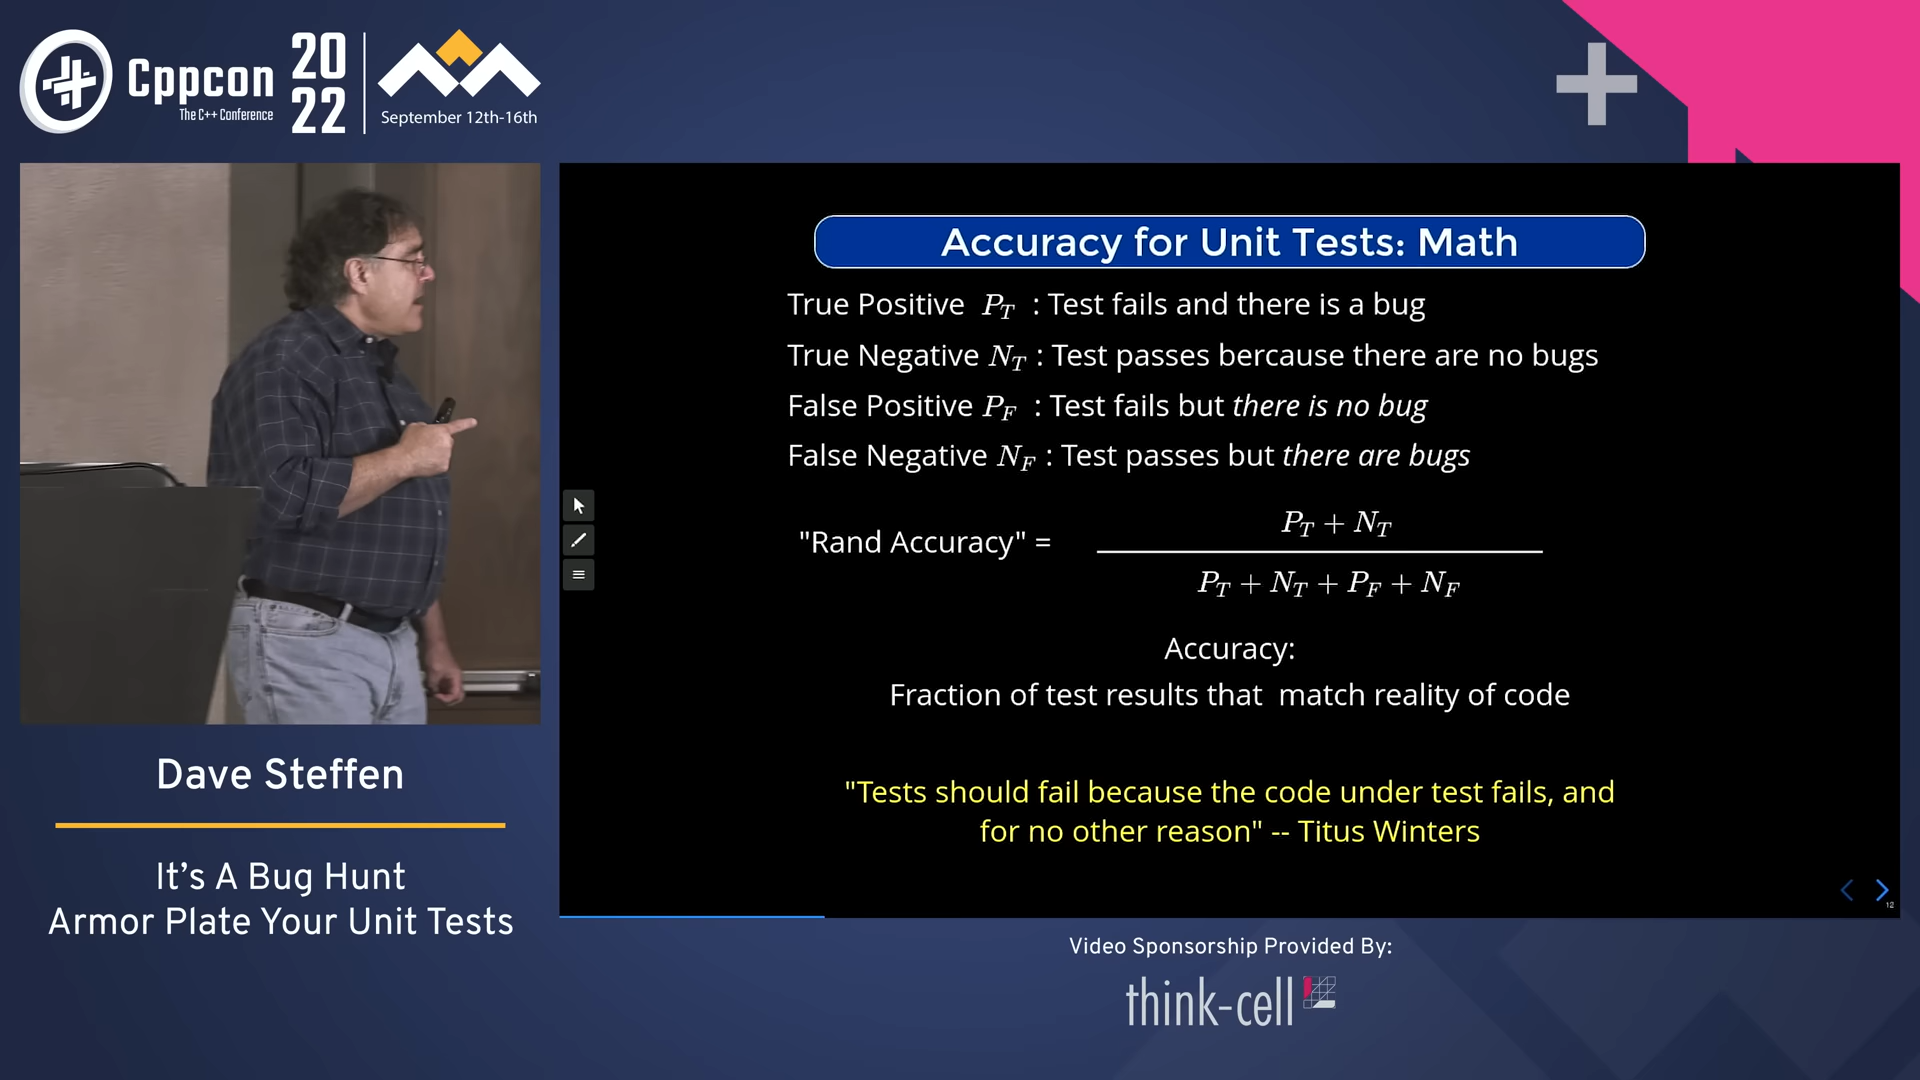 Cppcon
The C++ Conference
20
22
September 12th-16th
Accuracy for Unit Tests: Math
True Positive P_T : Test fails and there is a bug
True Negative N_T : Test passes bercause there are no bugs
False Positive P_F : Test fails but there is no bug
False Negative N_F : Test passes but there are bugs
"Rand Accuracy" =
P_T + N_T
P_T + N_T + P_F + N_F
Accuracy:
Fraction of test results that match reality of code
"Tests should fail because the code under test fails, and
for no other reason" -- Titus Winters
12
Dave Steffen
It's A Bug Hunt
Armor Plate Your Unit Tests
Video Sponsorship Provided By:
think-cell